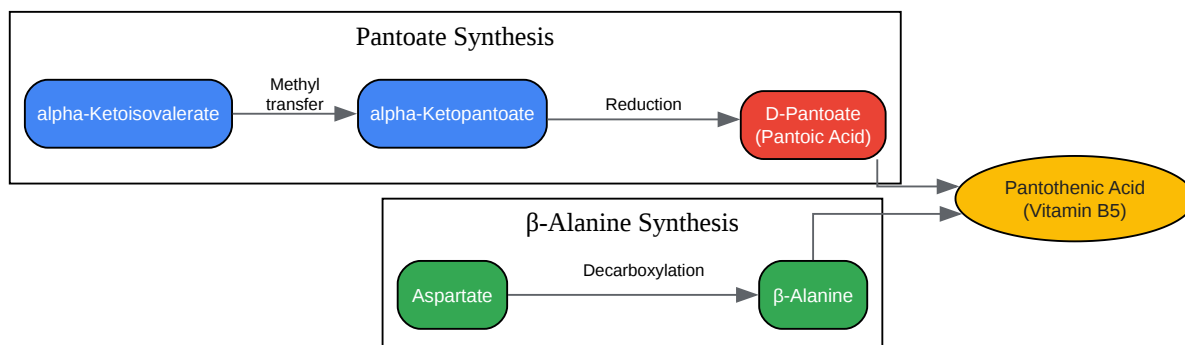 Pantoate Synthesis
alpha-Ketoisovalerate
Methyl
transfer
alpha-Ketopantoate
Reduction
D-Pantoate
(Pantoic Acid)
Pantothenic Acid
(Vitamin B5)
β-Alanine Synthesis
Aspartate
Decarboxylation
β-Alanine